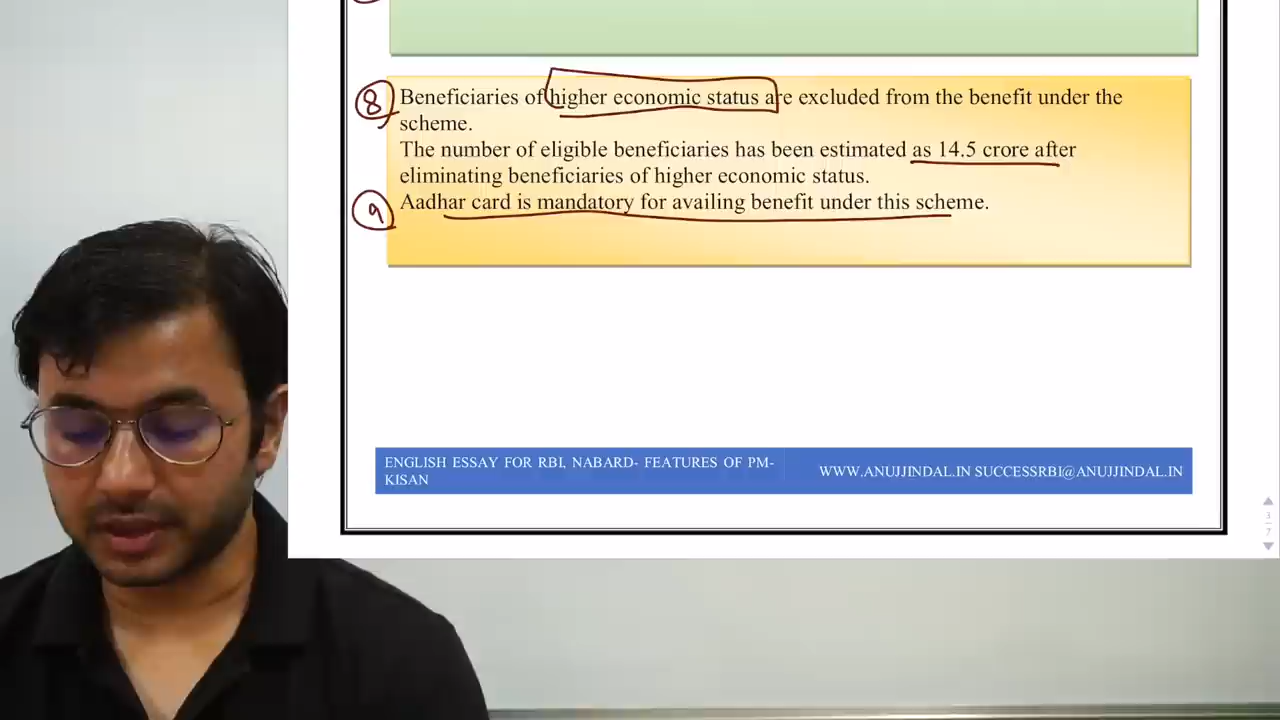 8 Beneficiaries of higher economic status are excluded from the benefit under the
scheme.
The number of eligible beneficiaries has been estimated as 14.5 crore after
eliminating beneficiaries of higher economic status.
9 Aadhar card is mandatory for availing benefit under this scheme.
ENGLISH ESSAY FOR RBI, NABARD- FEATURES OF PM-
KISAN
WWW.ANUJJINDAL.IN SUCCESSRBI@ANUJJINDAL.IN
3
7